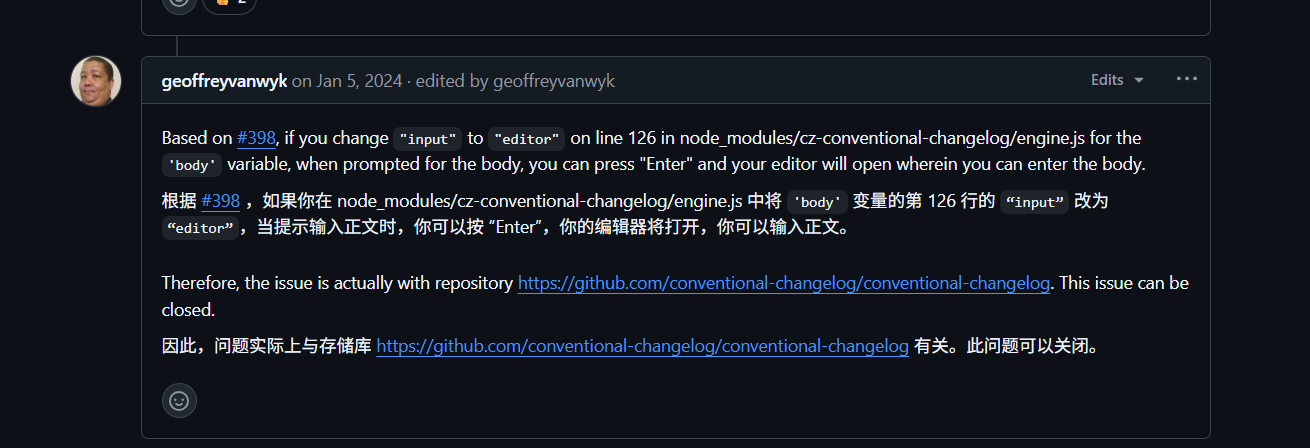 2
geoffreyvanwyk on Jan 5, 2024 · edited by geoffreyvanwyk Edits
Based on #398, if you change "input" to "editor" on line 126 in node_modules/cz-conventional-changelog/engine.js for the
'body' variable, when prompted for the body, you can press "Enter" and your editor will open wherein you can enter the body.
根据 #398 ，如果你在 node_modules/cz-conventional-changelog/engine.js 中将 'body' 变量的第 126 行的 “input” 改为
“editor”，当提示输入正文时，你可以按 “Enter”，你的编辑器将打开，你可以输入正文。
Therefore, the issue is actually with repository https://github.com/conventional-changelog/conventional-changelog. This issue can be
closed.
因此，问题实际上与存储库 https://github.com/conventional-changelog/conventional-changelog 有关。此问题可以关闭。